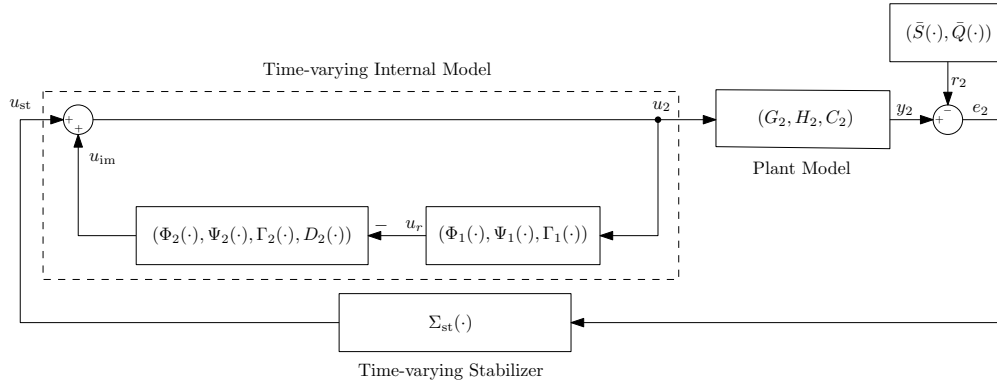 (S̄(·), Q̄(·))
Time-varying Internal Model
r₂
u_st
+
+
u₂
(G₂, H₂, C₂)
y₂
+
−
e₂
u_im
Plant Model
(Φ₂(·), Ψ₂(·), Γ₂(·), D₂(·))
−
u_r
(Φ₁(·), Ψ₁(·), Γ₁(·))
Σ_st(·)
Time-varying Stabilizer